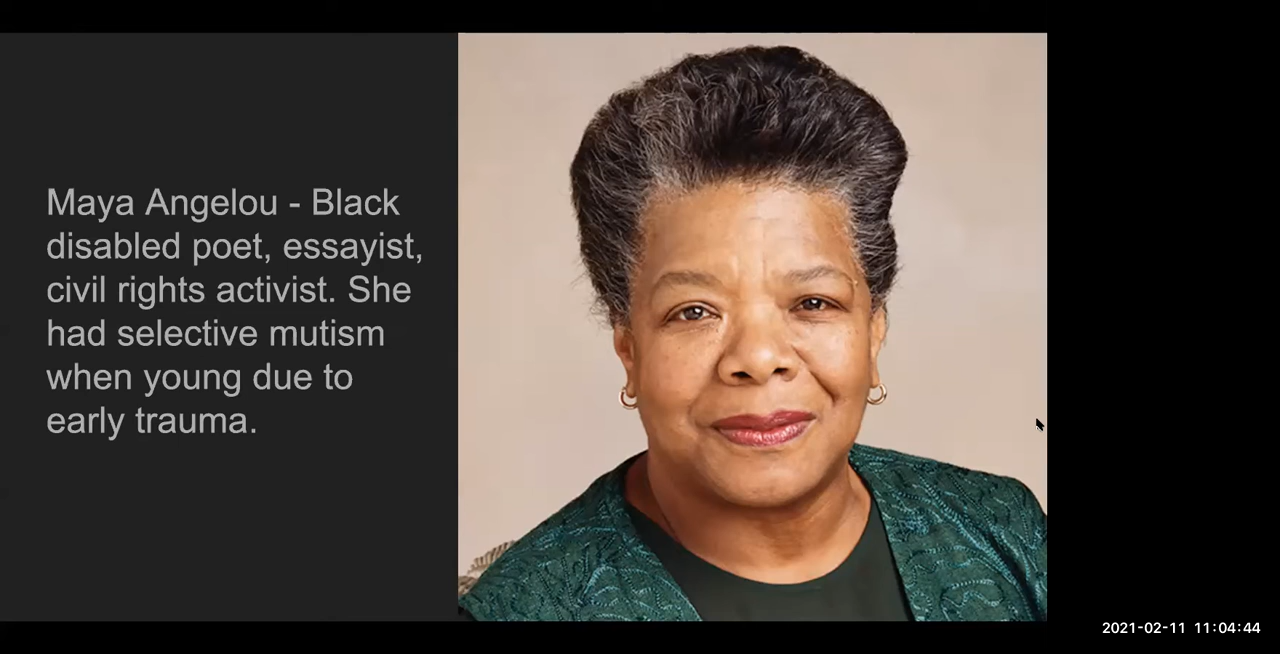 Maya Angelou - Black
disabled poet, essayist,
civil rights activist. She
had selective mutism
when young due to
early trauma.
2021-02-11 11:04:44